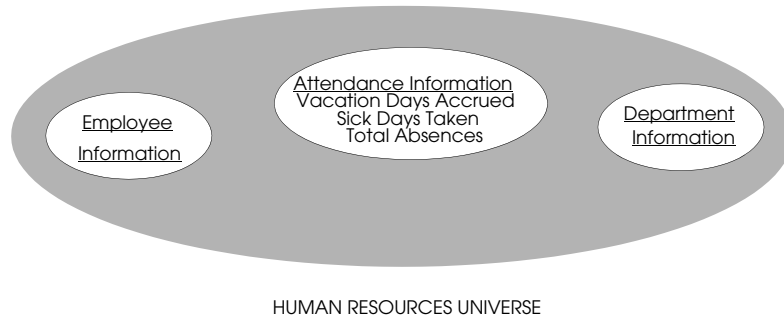 Employee
Information
Attendance Information
Vacation Days Accrued
Sick Days Taken
Total Absences
Department
Information
HUMAN RESOURCES UNIVERSE